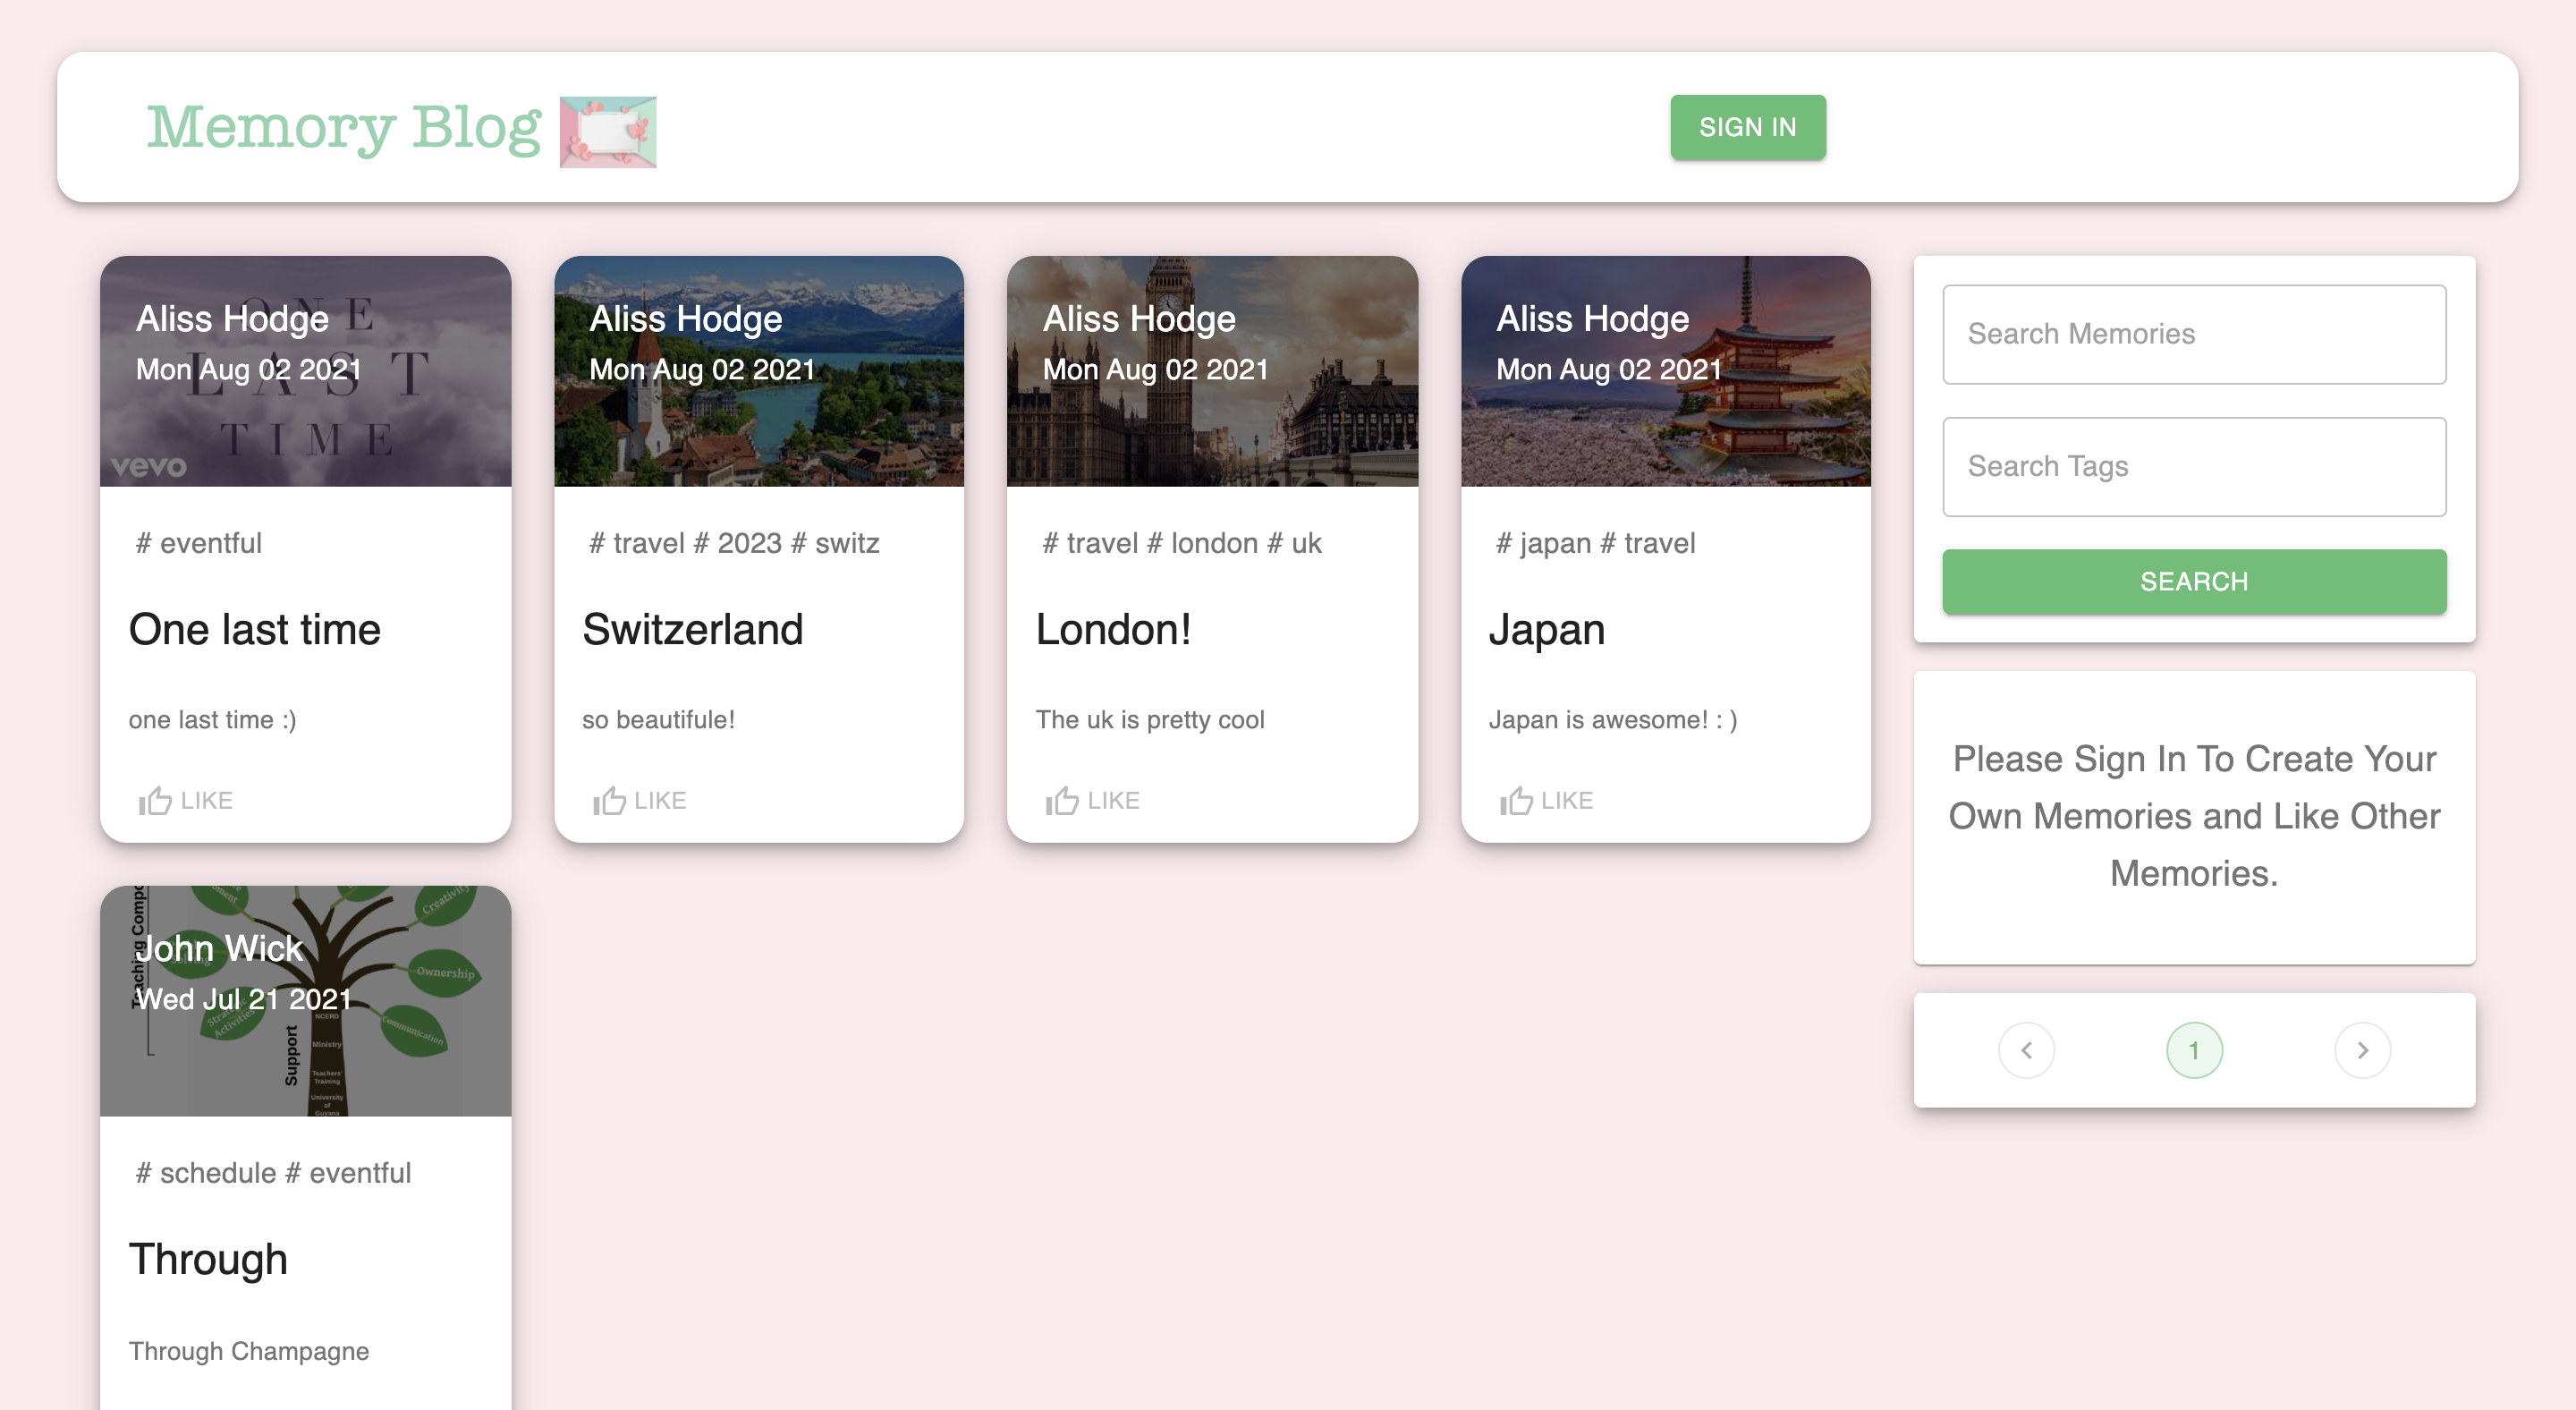 Memory Blog
SIGN IN
ONE
LAST
TIME
vevo
Aliss Hodge
Mon Aug 02 2021
# eventful
One last time
one last time :)
LIKE
Aliss Hodge
Mon Aug 02 2021
# travel # 2023 # switz
Switzerland
so beautifule!
LIKE
Aliss Hodge
Mon Aug 02 2021
# travel # london # uk
London!
The uk is pretty cool
LIKE
Aliss Hodge
Mon Aug 02 2021
# japan # travel
Japan
Japan is awesome! : )
LIKE
Search Memories
Search Tags
SEARCH
Please Sign In To Create Your
Own Memories and Like Other
Memories.
1
John Wick
Wed Jul 21 2021
Creativity
Ownership
Communication
Activities
Support
NCERD
Ministry
Teachers'
Training
University
of
Guyana
# schedule # eventful
Through
Through Champagne